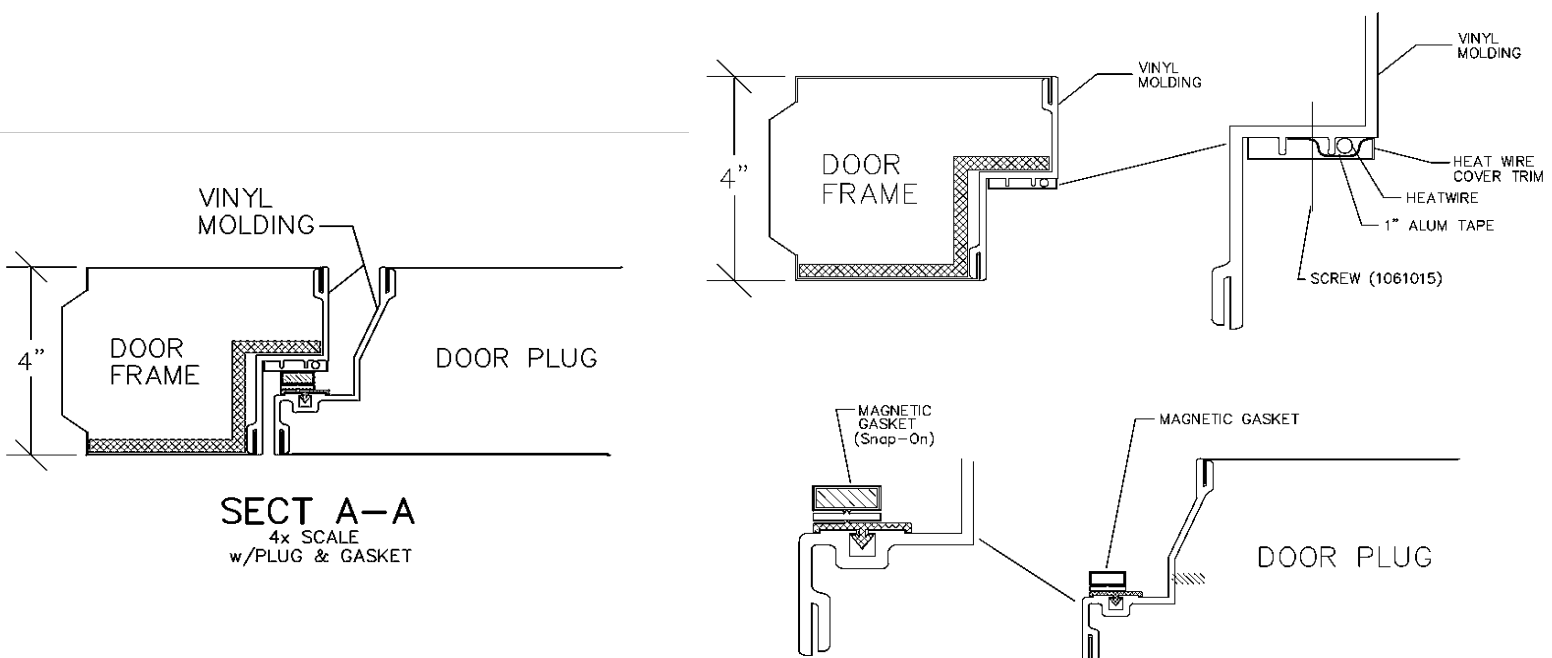 VINYL
MOLDING
4”
DOOR
FRAME
DOOR PLUG
SECT A-A
4x SCALE
w/PLUG & GASKET
4”
DOOR
FRAME
VINYL
MOLDING
VINYL
MOLDING
HEAT WIRE
COVER TRIM
HEATWIRE
1” ALUM TAPE
SCREW (1061015)
MAGNETIC
GASKET
(Snap-On)
MAGNETIC GASKET
DOOR PLUG